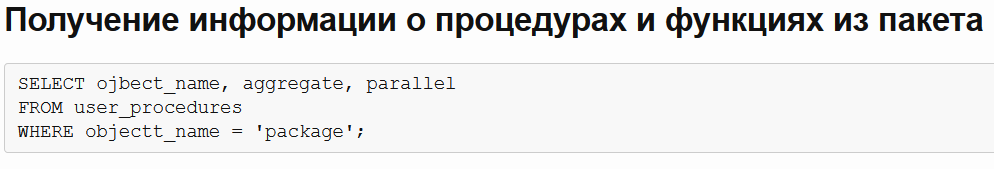 Получение информации о процедурах и функциях из пакета
SELECT ojbect_name, aggregate, parallel
FROM user_procedures
WHERE objectt_name = 'package';